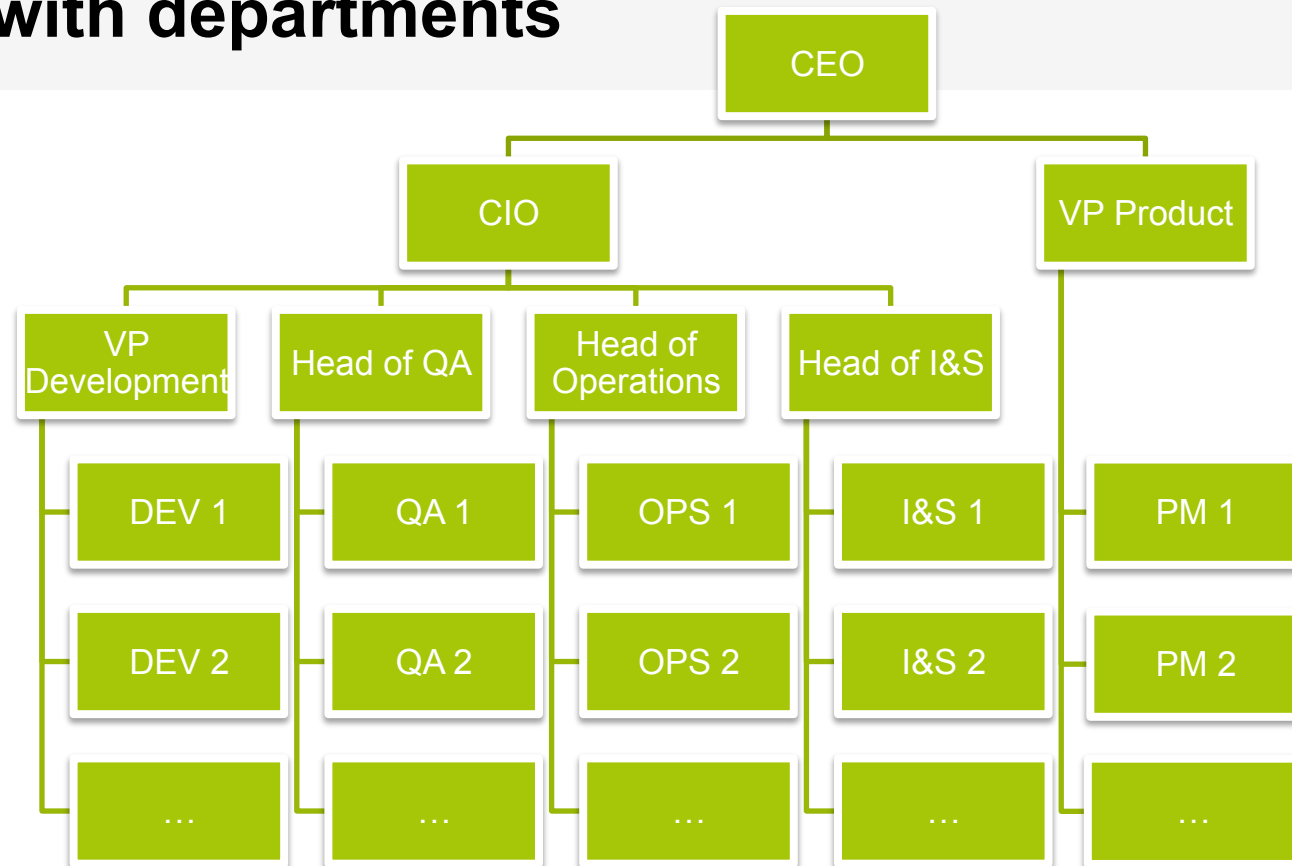 with departments
CEO
CIO
VP Product
VP
Development
Head of QA
Head of
Operations
Head of I&S
DEV 1
QA 1
OPS 1
I&S 1
PM 1
DEV 2
QA 2
OPS 2
I&S 2
PM 2
…
…
…
…
…